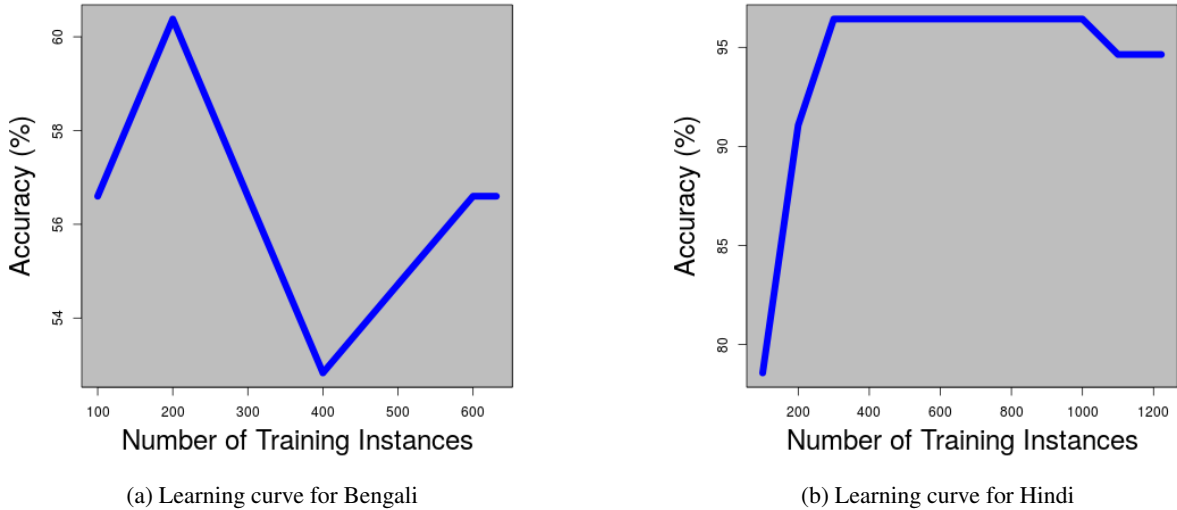 60
58
56
54
Accuracy (%)
100 200 300 400 500 600
Number of Training Instances
(a) Learning curve for Bengali
95
90
85
80
Accuracy (%)
200 400 600 800 1000 1200
Number of Training Instances
(b) Learning curve for Hindi